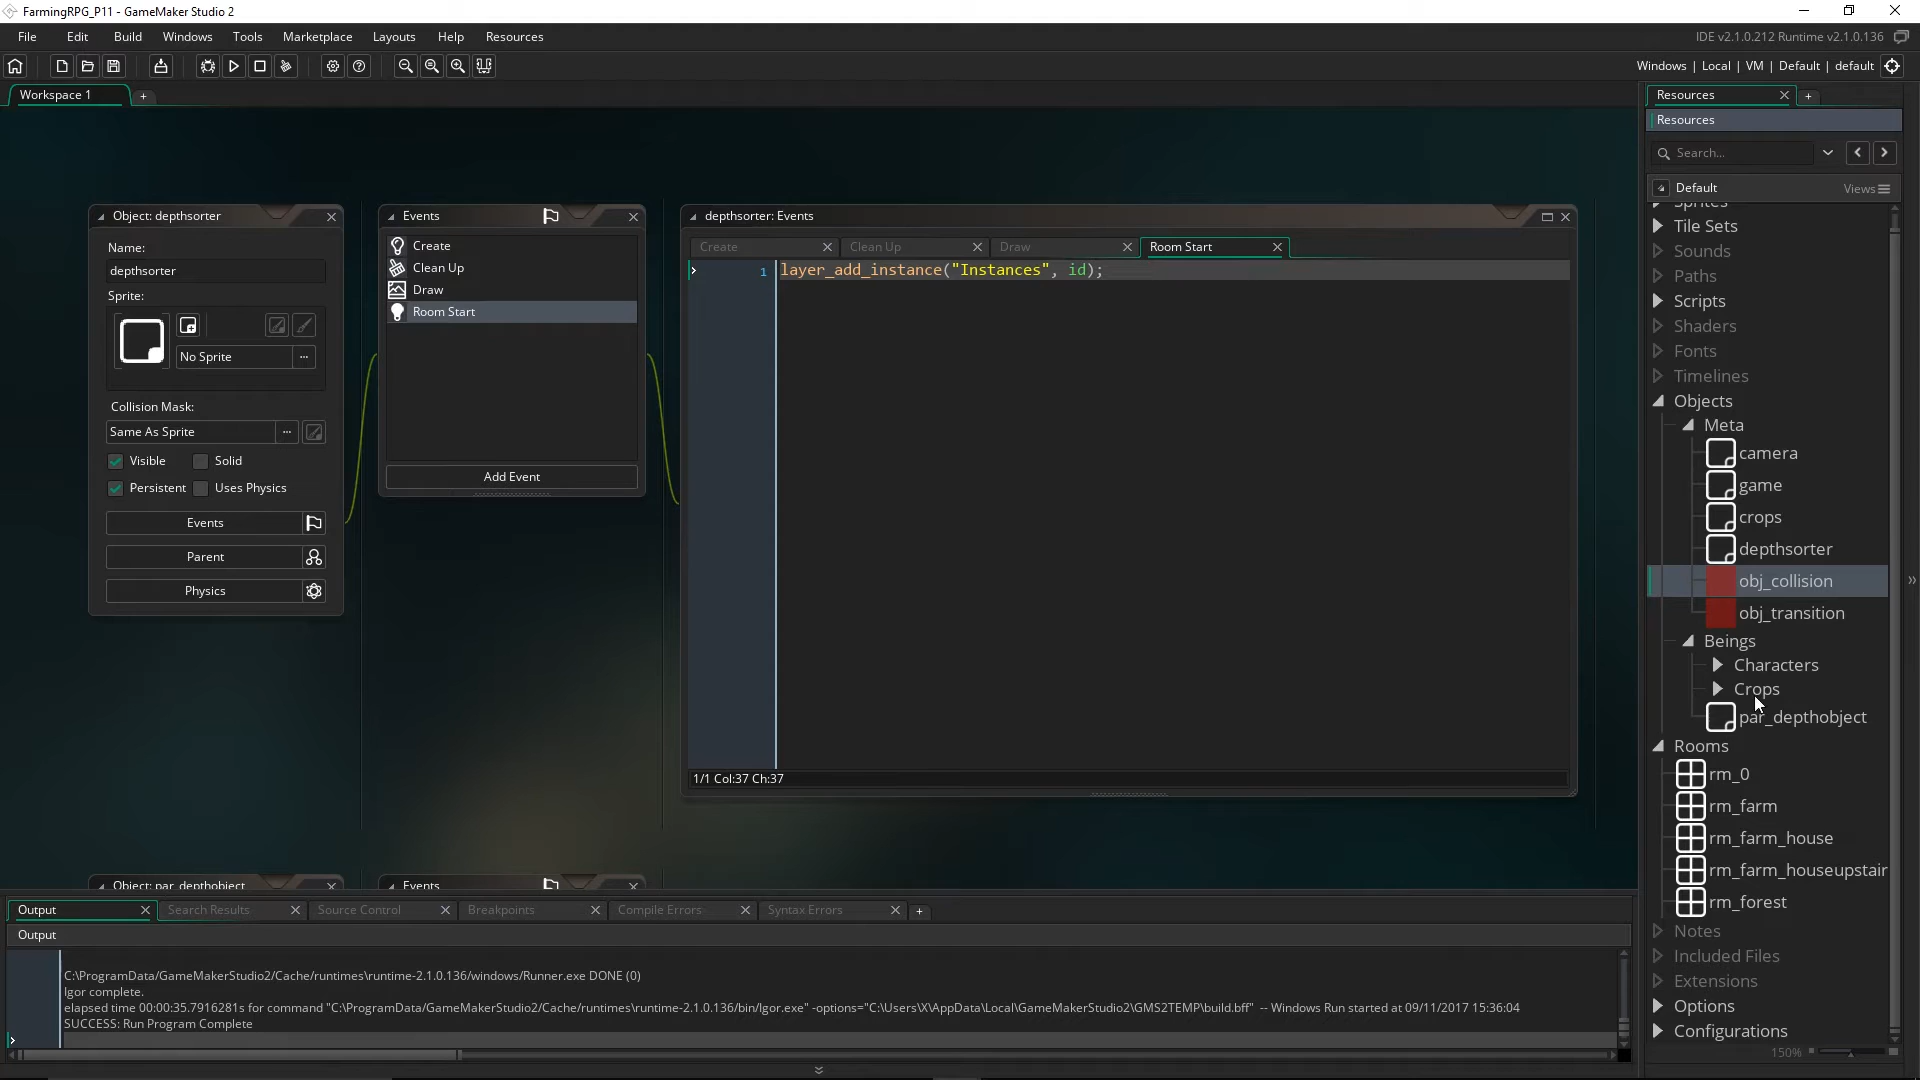 FarmingRPG_P11 - GameMaker Studio 2
File Edit Build Windows Tools Marketplace Layouts Help Resources
IDE v2.1.0.212 Runtime v2.1.0.136
Windows | Local | VM | Default | default
Workspace 1
Resources
Resources
Search...
Default
Views
Sprites
Tile Sets
Sounds
Paths
Scripts
Shaders
Fonts
Timelines
Objects
Meta
camera
game
crops
depthsorter
obj_collision
obj_transition
Beings
Characters
Crops
par_depthobject
Rooms
rm_0
rm_farm
rm_farm_house
rm_farm_houseupstair
rm_forest
Notes
Included Files
Extensions
Options
Configurations
150%
Object: depthsorter
Name:
depthsorter
Sprite:
No Sprite
Collision Mask:
Same As Sprite
Visible Solid
Persistent Uses Physics
Events
Parent
Physics
Events
Create
Clean Up
Draw
Room Start
Add Event
depthsorter: Events
Create Clean Up Draw Room Start
1 layer_add_instance("Instances", id);
1/1 Col:37 Ch:37
Object: par_depthobject
Events
Output Search Results Source Control Breakpoints Compile Errors Syntax Errors
Output
C:\ProgramData/GameMakerStudio2/Cache/runtimes\runtime-2.1.0.136/windows/Runner.exe DONE (0)
Igor complete.
elapsed time 00:00:35.7916281s for command "C:\ProgramData/GameMakerStudio2/Cache/runtimes\runtime-2.1.0.136/bin/Igor.exe" -options="C:\Users\X\AppData\Local\GameMakerStudio2\GMS2TEMP\build.bff" -- Windows Run started at 09/11/2017 15:36:04
SUCCESS: Run Program Complete